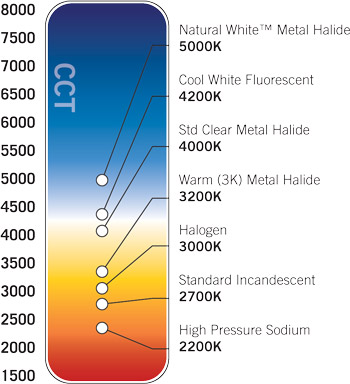 8000
7500
7000
6500
6000
5500
5000
4500
4000
3500
3000
2500
2000
1500
CCT
Natural White™ Metal Halide
5000K
Cool White Fluorescent
4200K
Std Clear Metal Halide
4000K
Warm (3K) Metal Halide
3200K
Halogen
3000K
Standard Incandescent
2700K
High Pressure Sodium
2200K